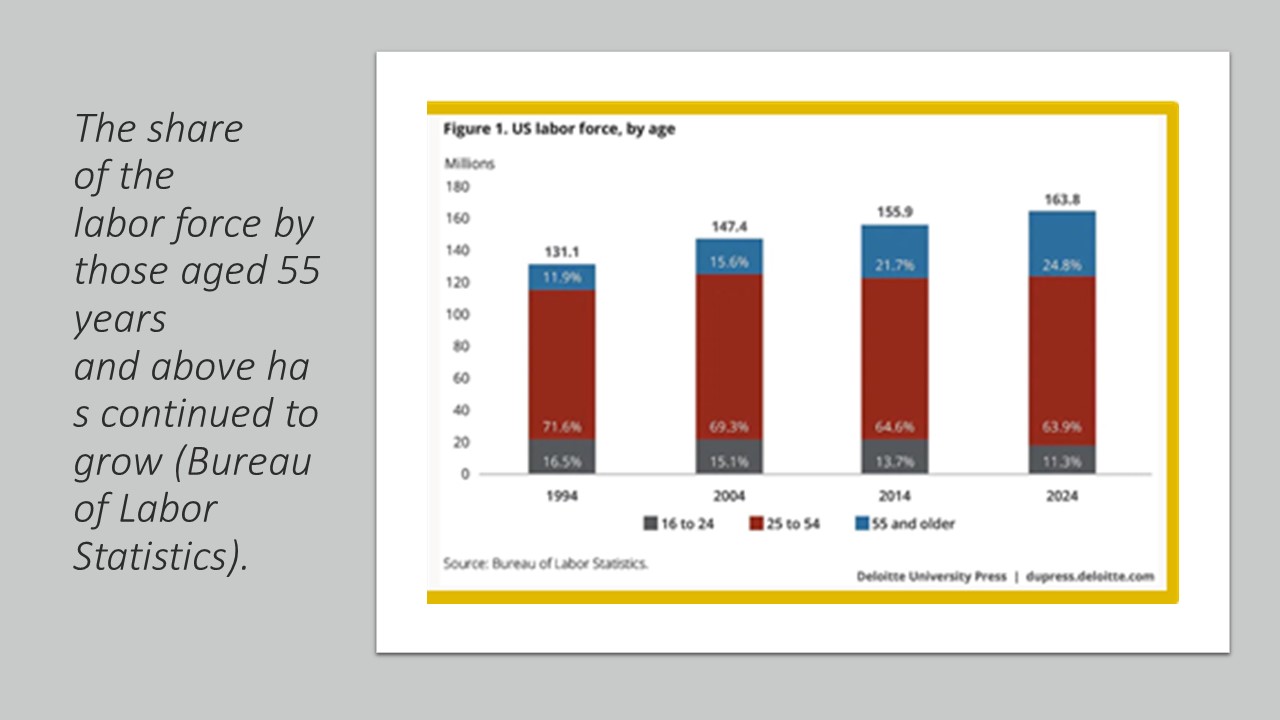 The share
of the
labor force by
those aged 55
years
and above ha
s continued to
grow (Bureau
of Labor
Statistics).
Figure 1. US labor force, by age
Millions
180
160
140
120
100
80
60
40
20
0
131.1
11.9%
71.6%
16.5%
147.4
15.6%
69.3%
15.1%
155.9
21.7%
64.6%
13.7%
163.8
24.8%
63.9%
11.3%
1994 2004 2014 2024
16 to 24 25 to 54 55 and older
Source: Bureau of Labor Statistics.
Deloitte University Press | dupress.deloitte.com